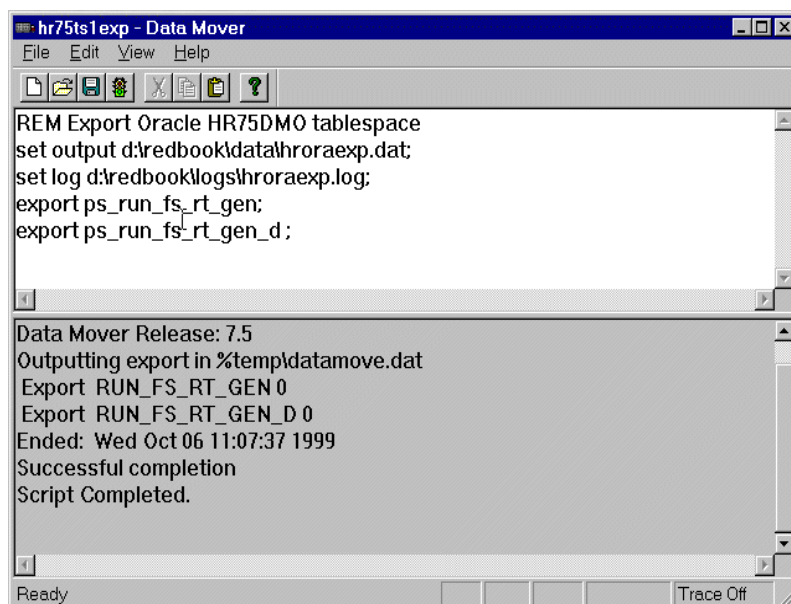 hr75ts1exp - Data Mover
File Edit View Help
REM Export Oracle HR75DMO tablespace
set output d:\redbook\data\hroraexp.dat;
set log d:\redbook\logs\hroraexp.log;
export ps_run_fs_rt_gen;
export ps_run_fs_rt_gen_d ;
Data Mover Release: 7.5
Outputting export in %temp\datamove.dat
Export RUN_FS_RT_GEN 0
Export RUN_FS_RT_GEN_D 0
Ended: Wed Oct 06 11:07:37 1999
Successful completion
Script Completed.
Ready Trace Off